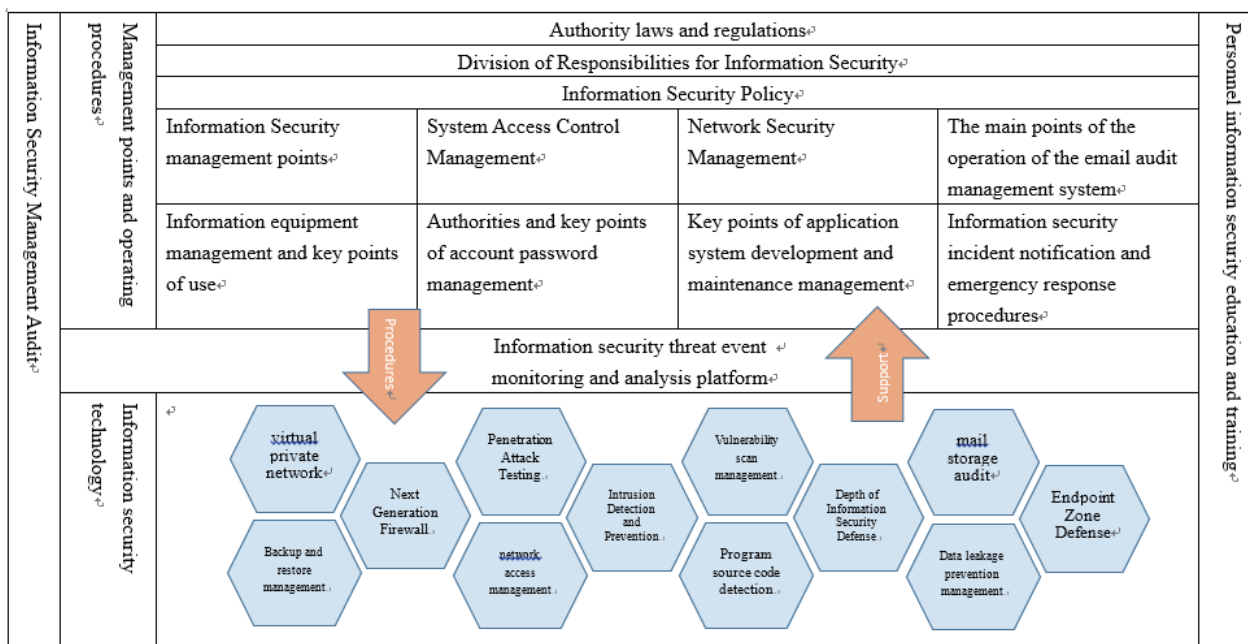 Information Security Management Audit
Management points and operating
procedures
Authority laws and regulations
Division of Responsibilities for Information Security
Information Security Policy
Information Security
management points
System Access Control
Management
Network Security
Management
The main points of the
operation of the email audit
management system
Information equipment
management and key points
of use
Authorities and key points
of account password
management
Key points of application
system development and
maintenance management
Information security
incident notification and
emergency response
procedures
Procedures
Support
Information security threat event
monitoring and analysis platform
Information security
technology
virtual
private
network
Next
Generation
Firewall
Backup and
restore
management
Penetration
Attack
Testing
network
access
management
Intrusion
Detection
and
Prevention
Vulnerability
scan
management
Program
source code
detection
Depth of
Information
Security
Defense
mail
storage
audit
Data leakage
prevention
management
Endpoint
Zone
Defense
Personnel information security education and training